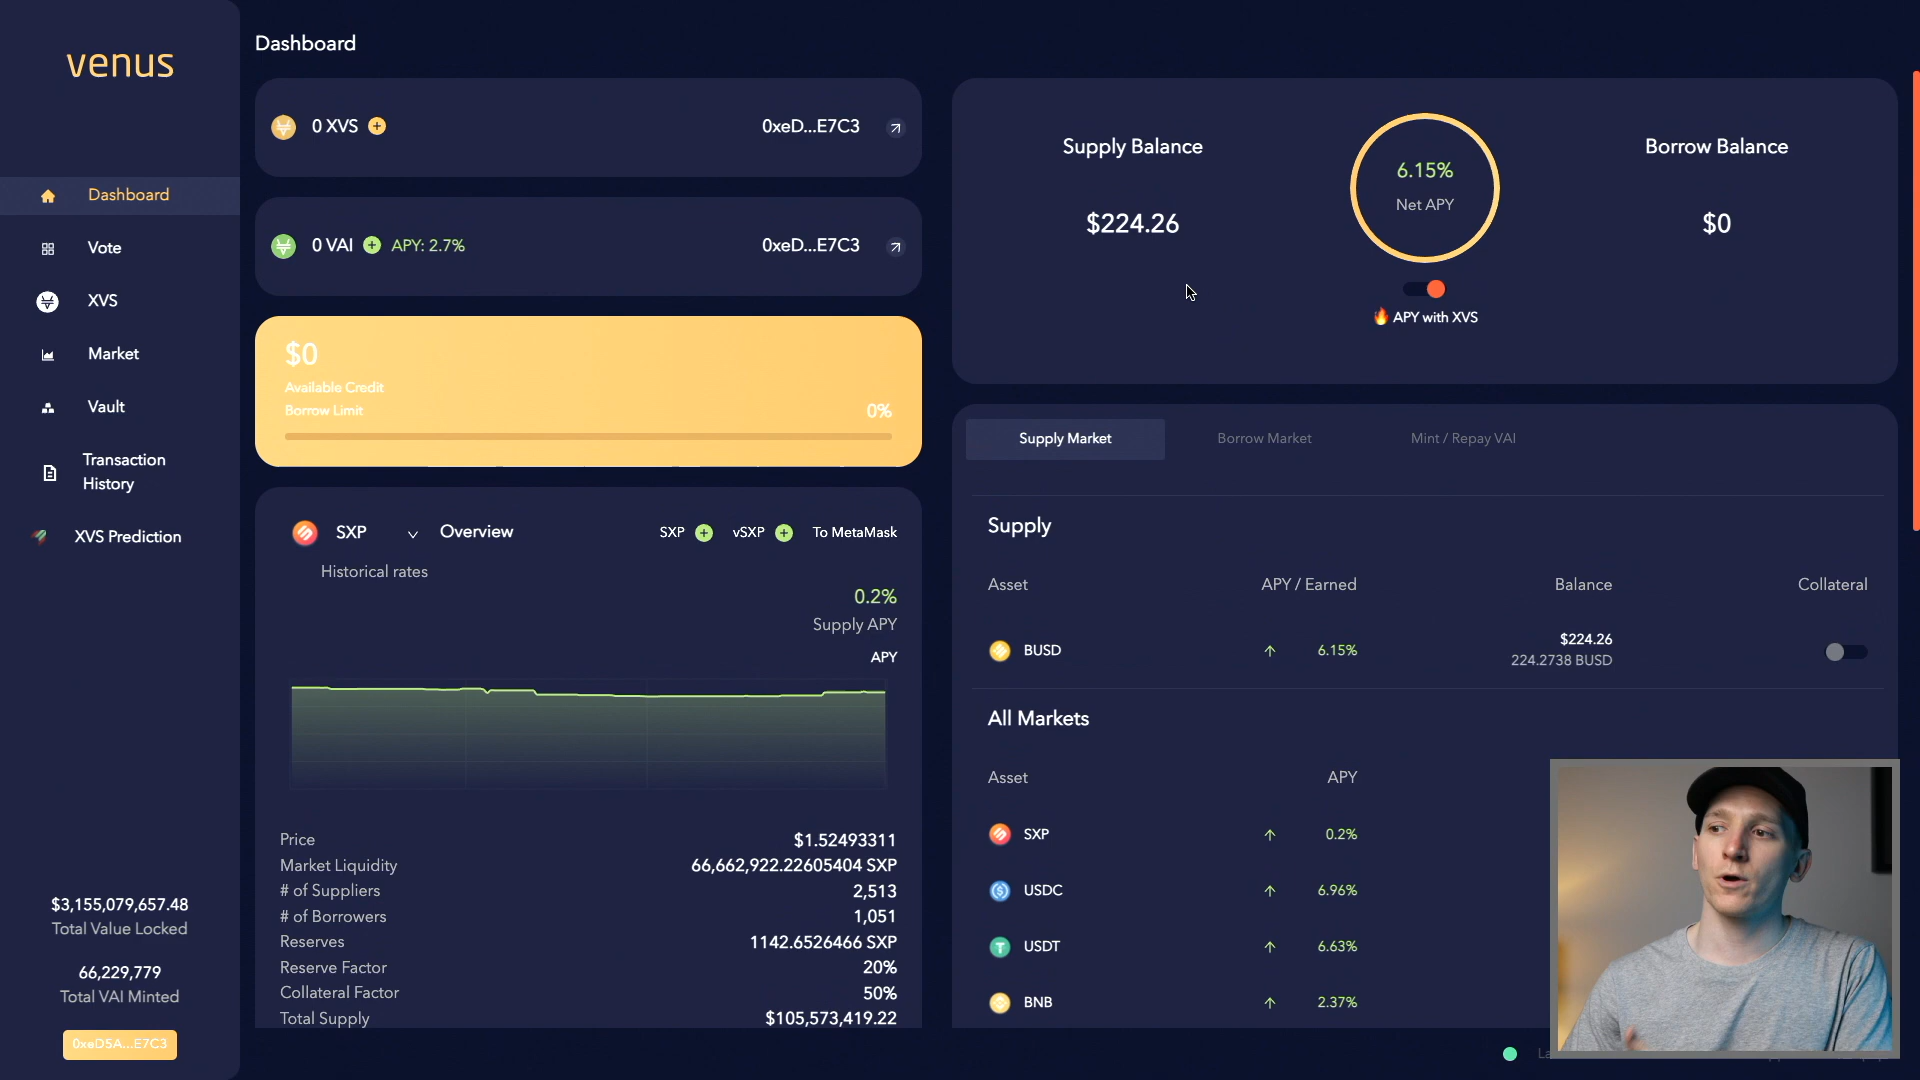 venus
Dashboard
Vote
XVS
Market
Vault
Transaction
History
XVS Prediction
$3,155,079,657.48
Total Value Locked
66,229,779
Total VAI Minted
0xeD5A...E7C3
Dashboard
0 XVS
0xeD...E7C3
0 VAI APY: 2.7%
0xeD...E7C3
$0
Available Credit
Borrow Limit 0%
SXP Overview SXP vSXP To MetaMask
Historical rates
0.2%
Supply APY
APY
Price $1.52493311
Market Liquidity 66,662,922.22605404 SXP
# of Suppliers 2,513
# of Borrowers 1,051
Reserves 1142.6526466 SXP
Reserve Factor 20%
Collateral Factor 50%
Total Supply $105,573,419.22
Supply Balance
$224.26
6.15%
Net APY
APY with XVS
Borrow Balance
$0
Supply Market Borrow Market Mint / Repay VAI
Supply
Asset APY / Earned Balance Collateral
BUSD 6.15% $224.26
224.2738 BUSD
All Markets
Asset APY
SXP 0.2%
USDC 6.96%
USDT 6.63%
BNB 2.37%